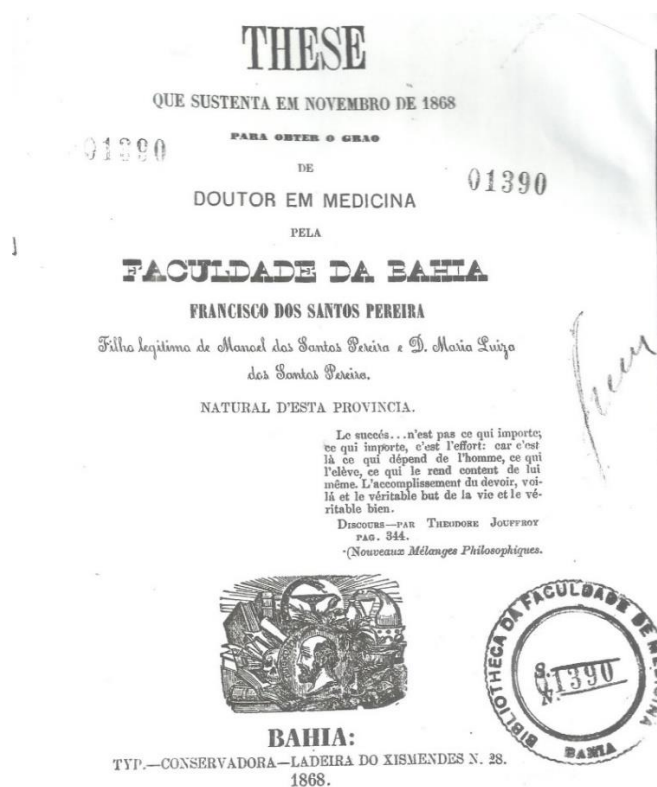 THESE
QUE SUSTENTA EM NOVEMBRO DE 1868
PARA OBTER O GRAO
01390
DE
01390
DOUTOR EM MEDICINA
PELA
FACULDADE DA BAHIA
FRANCISCO DOS SANTOS PEREIRA
Filho legitimo de Manoel dos Santos Pereira e D. Maria Luiza
dos Santos Pereira.
NATURAL D'ESTA PROVINCIA.
Le succés...n'est pas ce qui importe;
ce qui importe, c'est l'effort: car c'est
là ce qui dépend de l'homme, ce qui
l'elève, ce qui le rend content de lui
même. L'accomplissement du devoir, voi-
lá et le véritable but de la vie et le vé-
ritable bien.
DISCOURS—PAR THEODORE JOUFFROY
PAG. 344.
(Nouveaux Mélanges Philosophiques.
BIBLIOTHECA DA FACULDADE DE MEDICINA
S.
N.
01390
BAHIA
BAHIA:
TYP.—CONSERVADORA—LADEIRA DO XISMENDES N. 28.
1868.